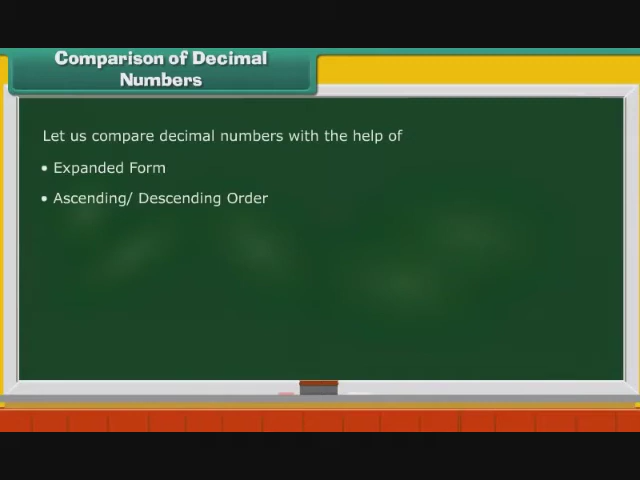 Comparison of Decimal
Numbers
Let us compare decimal numbers with the help of
• Expanded Form
• Ascending/ Descending Order